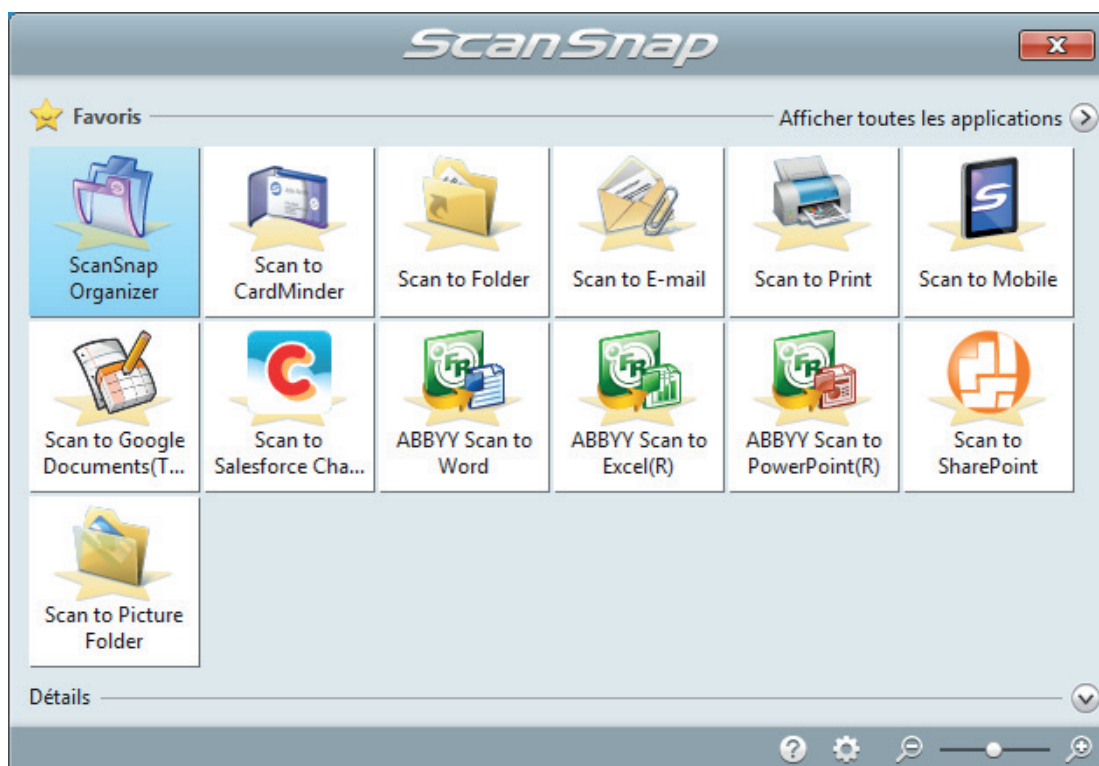 ScanSnap
Favoris
Afficher toutes les applications
ScanSnap
Organizer
Scan to
CardMinder
Scan to Folder
Scan to E-mail
Scan to Print
Scan to Mobile
Scan to Google
Documents(T...
Scan to
Salesforce Cha...
ABBYY Scan to
Word
ABBYY Scan to
Excel(R)
ABBYY Scan to
PowerPoint(R)
Scan to
SharePoint
Scan to Picture
Folder
Détails